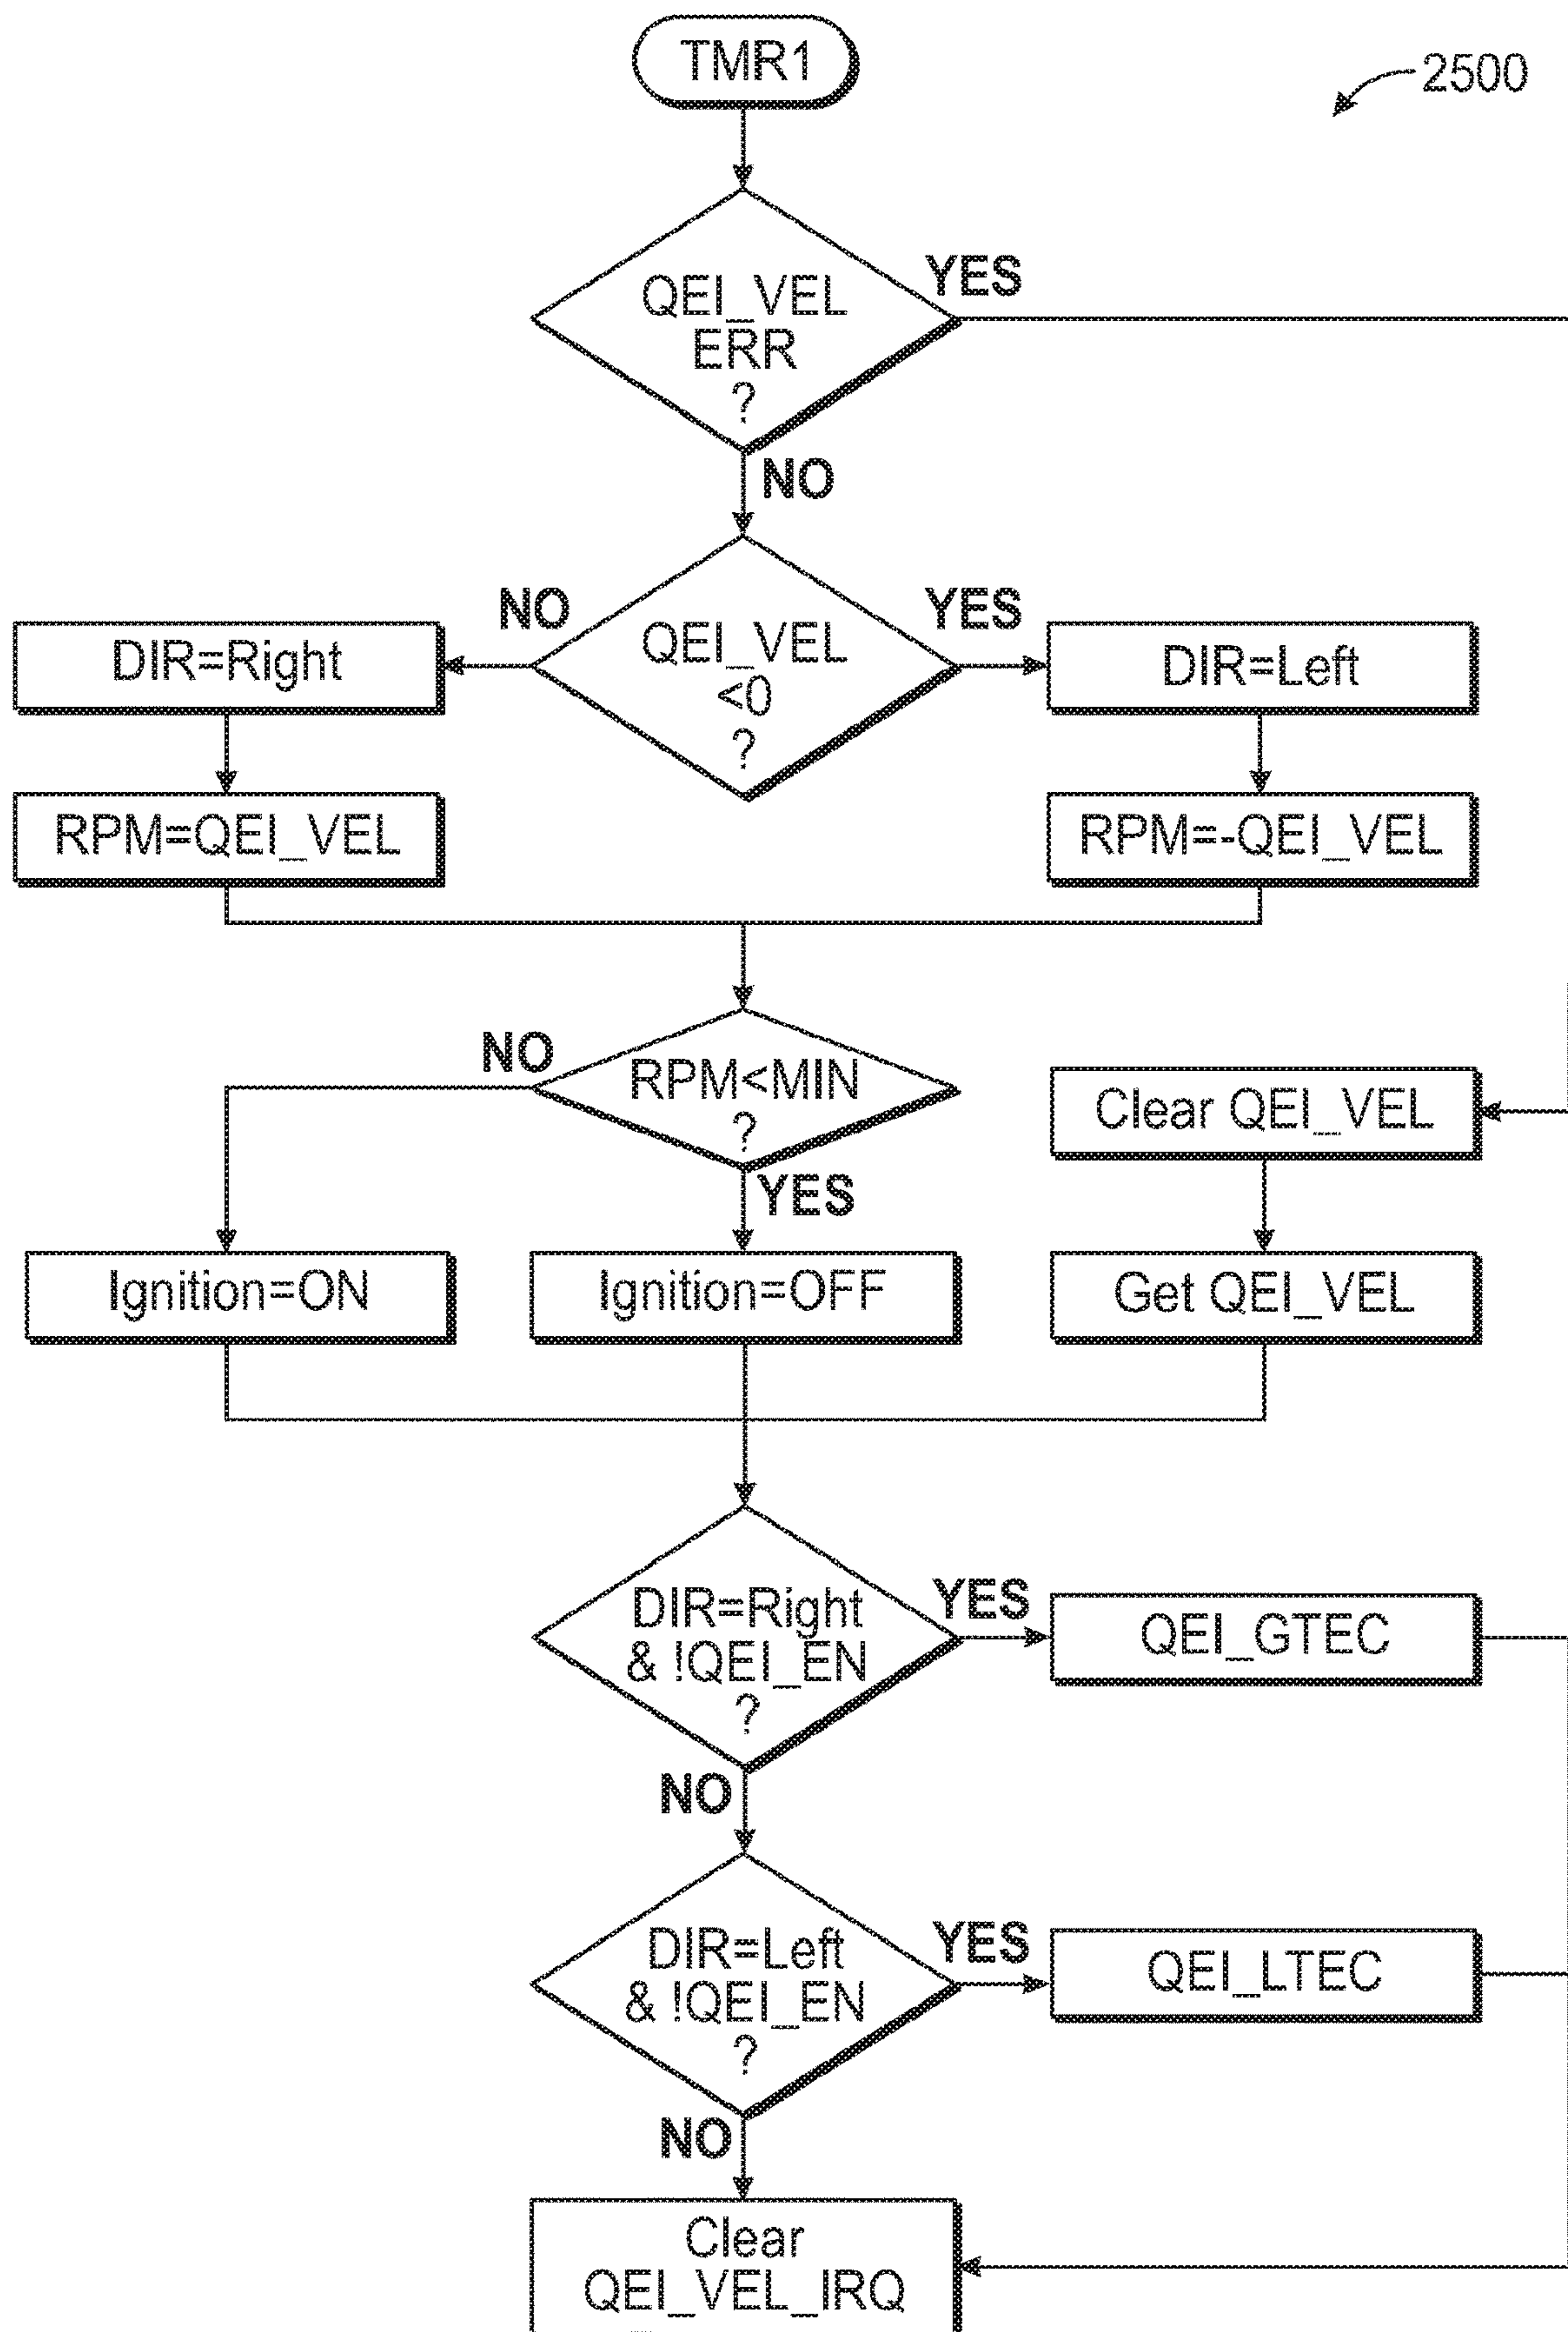 TMR1
2500
QEI_VEL
ERR
?
YES
NO
NO
QEI_VEL
<0
?
YES
DIR=Right
DIR=Left
RPM=QEI_VEL
RPM=-QEI_VEL
NO
RPM<MIN
?
YES
Clear QEI_VEL
Ignition=ON
Ignition=OFF
Get QEI_VEL
DIR=Right
& !QEI_EN
?
YES
QEI_GTEC
NO
DIR=Left
& !QEI_EN
?
YES
QEI_LTEC
NO
Clear
QEI_VEL_IRQ